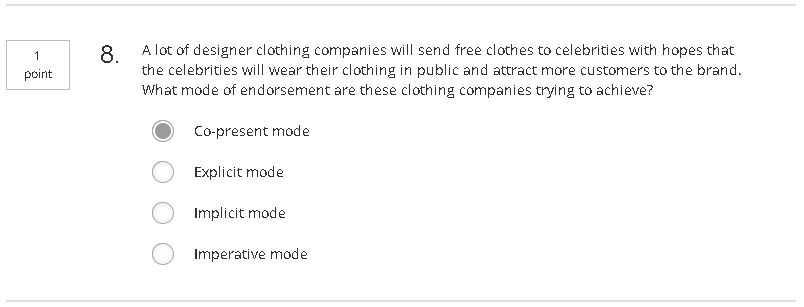 1
point
8.
A lot of designer clothing companies will send free clothes to celebrities with hopes that
the celebrities will wear their clothing in public and attract more customers to the brand.
What mode of endorsement are these clothing companies trying to achieve?
Co-present mode
Explicit mode
Implicit mode
Imperative mode